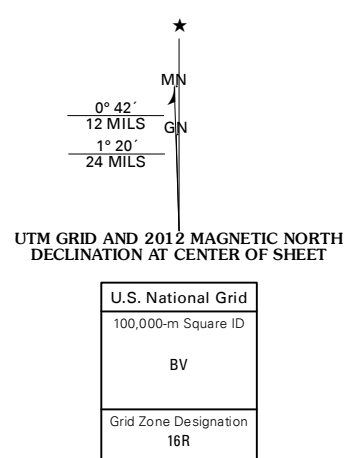 ★
MN
0° 42´
12 MILS
GN
1° 20´
24 MILS
UTM GRID AND 2012 MAGNETIC NORTH
DECLINATION AT CENTER OF SHEET
U.S. National Grid
100,000-m Square ID
BV
Grid Zone Designation
16R